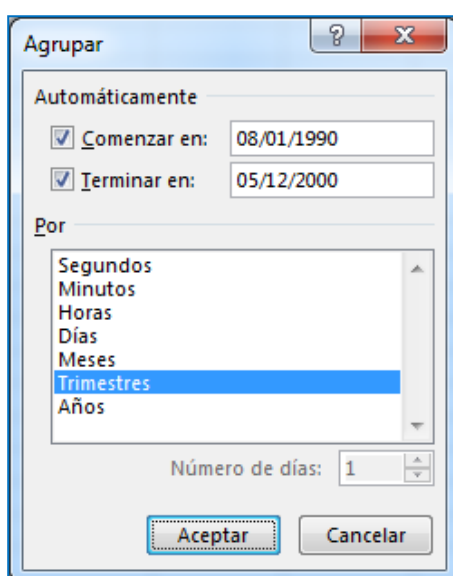 Agrupar
Automáticamente
Comenzar en: 08/01/1990
Terminar en: 05/12/2000
Por
Segundos
Minutos
Horas
Días
Meses
Trimestres
Años
Número de días: 1
Aceptar Cancelar